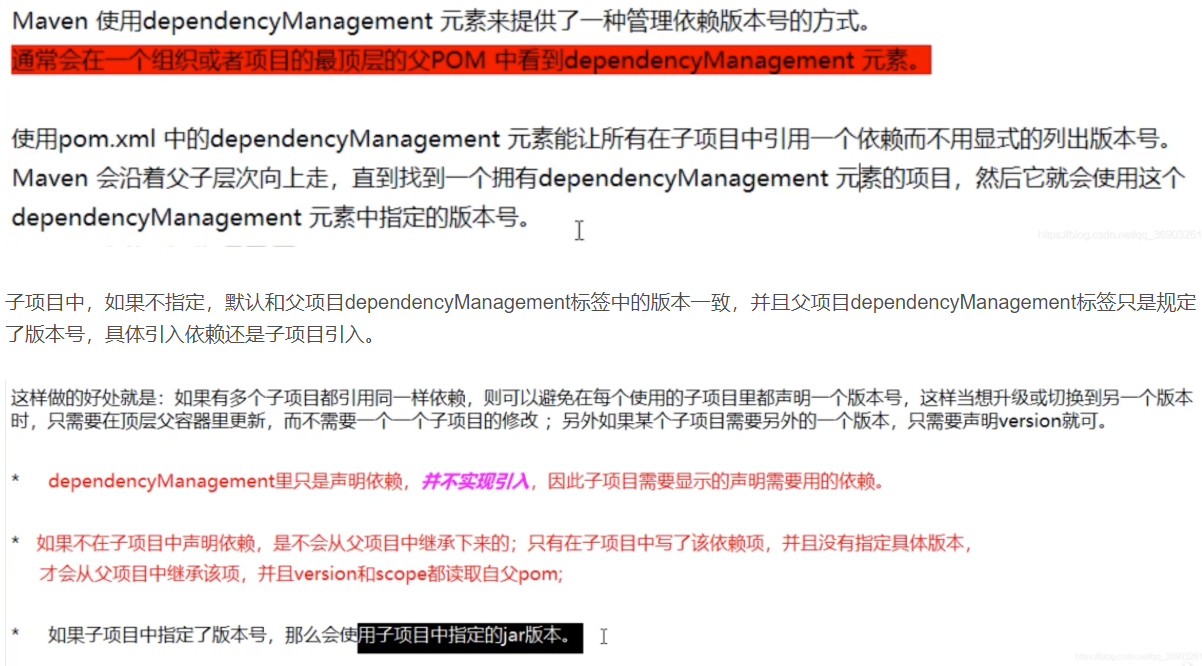 Maven 使用dependencyManagement 元素来提供了一种管理依赖版本号的方式。
通常会在一个组织或者项目的最顶层的父POM 中看到dependencyManagement 元素。
使用pom.xml 中的dependencyManagement 元素能让所有在子项目中引用一个依赖而不用显式的列出版本号。
Maven 会沿着父子层次向上走，直到找到一个拥有dependencyManagement 元素的项目，然后它就会使用这个
dependencyManagement 元素中指定的版本号。
子项目中，如果不指定，默认和父项目dependencyManagement标签中的版本一致，并且父项目dependencyManagement标签只是规定
了版本号，具体引入依赖还是子项目引入。
这样做的好处就是：如果有多个子项目都引用同一样依赖，则可以避免在每个使用的子项目里都声明一个版本号，这样当想升级或切换到另一个版本
时，只需要在顶层父容器里更新，而不需要一个一个子项目的修改 ；另外如果某个子项目需要另外的一个版本，只需要声明version就可。
* dependencyManagement里只是声明依赖，并不实现引入，因此子项目需要显示的声明需要用的依赖。
* 如果不在子项目中声明依赖，是不会从父项目中继承下来的；只有在子项目中写了该依赖项，并且没有指定具体版本，
才会从父项目中继承该项，并且version和scope都读取自父pom;
* 如果子项目中指定了版本号，那么会使用子项目中指定的jar版本。